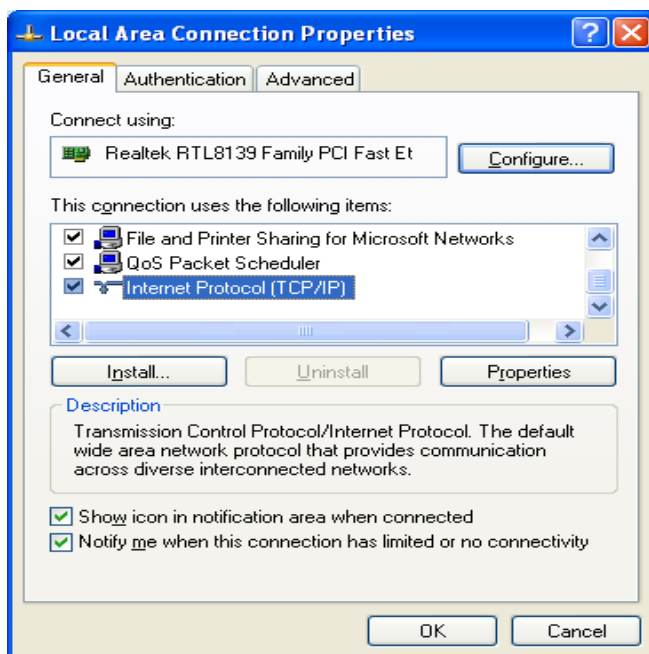 Local Area Connection Properties
General Authentication Advanced
Connect using:
Realtek RTL8139 Family PCI Fast Et
Configure...
This connection uses the following items:
File and Printer Sharing for Microsoft Networks
QoS Packet Scheduler
Internet Protocol (TCP/IP)
Install... Uninstall Properties
Description
Transmission Control Protocol/Internet Protocol. The default
wide area network protocol that provides communication
across diverse interconnected networks.
Show icon in notification area when connected
Notify me when this connection has limited or no connectivity
OK Cancel